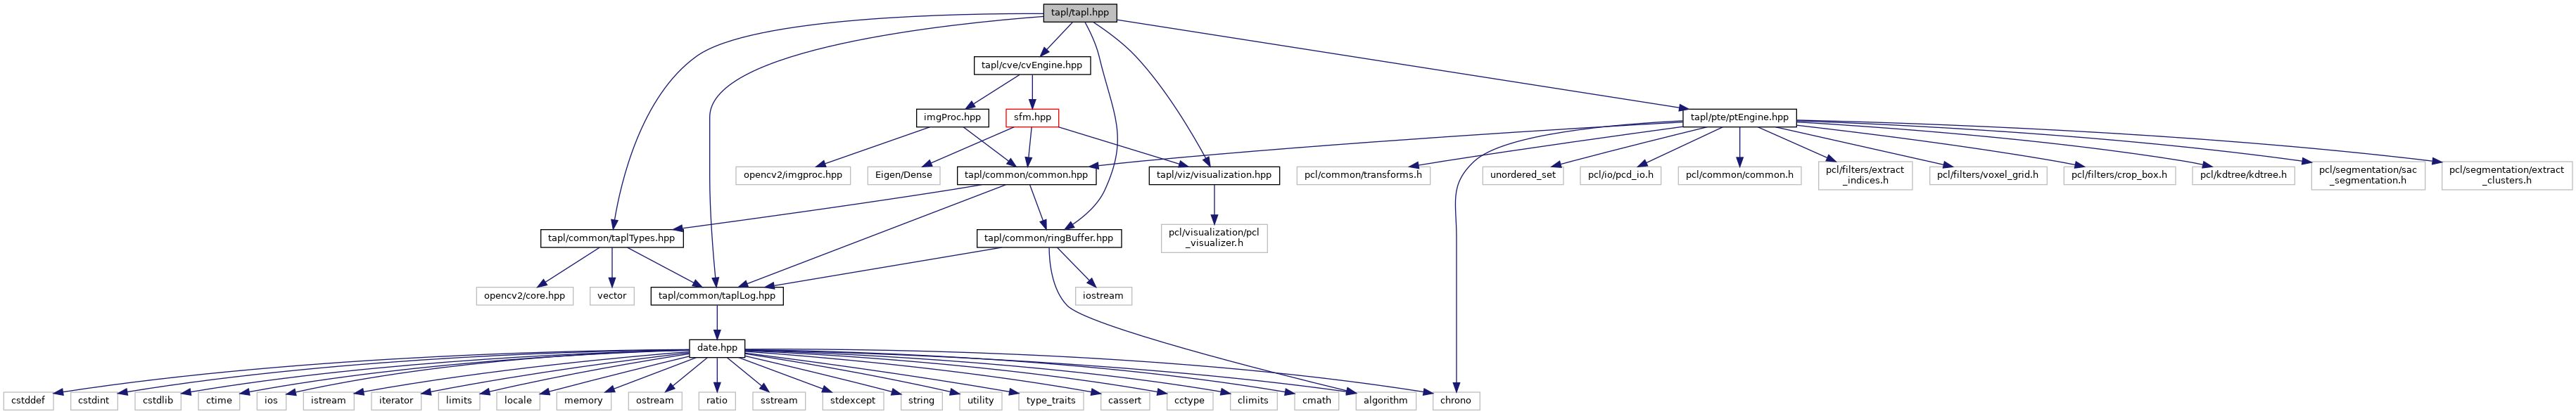 tapl/tapl.hpp
tapl/cve/cvEngine.hpp
imgProc.hpp
sfm.hpp
tapl/pte/ptEngine.hpp
opencv2/imgproc.hpp
Eigen/Dense
tapl/common/common.hpp
tapl/viz/visualization.hpp
pcl/common/transforms.h
unordered_set
pcl/io/pcd_io.h
pcl/common/common.h
pcl/filters/extract
_indices.h
pcl/filters/voxel_grid.h
pcl/filters/crop_box.h
pcl/kdtree/kdtree.h
pcl/segmentation/sac
_segmentation.h
pcl/segmentation/extract
_clusters.h
tapl/common/taplTypes.hpp
tapl/common/ringBuffer.hpp
pcl/visualization/pcl
_visualizer.h
opencv2/core.hpp
vector
tapl/common/taplLog.hpp
iostream
date.hpp
cstddef
cstdint
cstdlib
ctime
ios
istream
iterator
limits
locale
memory
ostream
ratio
sstream
stdexcept
string
utility
type_traits
cassert
cctype
climits
cmath
algorithm
chrono